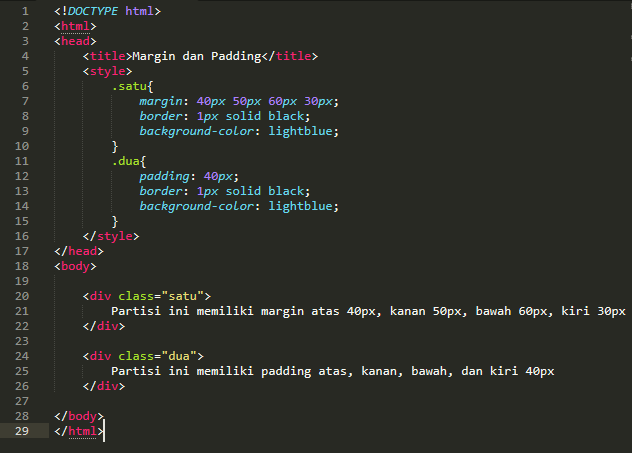 1 <!DOCTYPE html>
2 <html>
3 <head>
4     <title>Margin dan Padding</title>
5     <style>
6         .satu{
7             margin: 40px 50px 60px 30px;
8             border: 1px solid black;
9             background-color: lightblue;
10         }
11         .dua{
12             padding: 40px;
13             border: 1px solid black;
14             background-color: lightblue;
15         }
16     </style>
17 </head>
18 <body>
19
20     <div class="satu">
21         Partisi ini memiliki margin atas 40px, kanan 50px, bawah 60px, kiri 30px
22     </div>
23
24     <div class="dua">
25         Partisi ini memiliki padding atas, kanan, bawah, dan kiri 40px
26     </div>
27
28 </body>
29 </html>